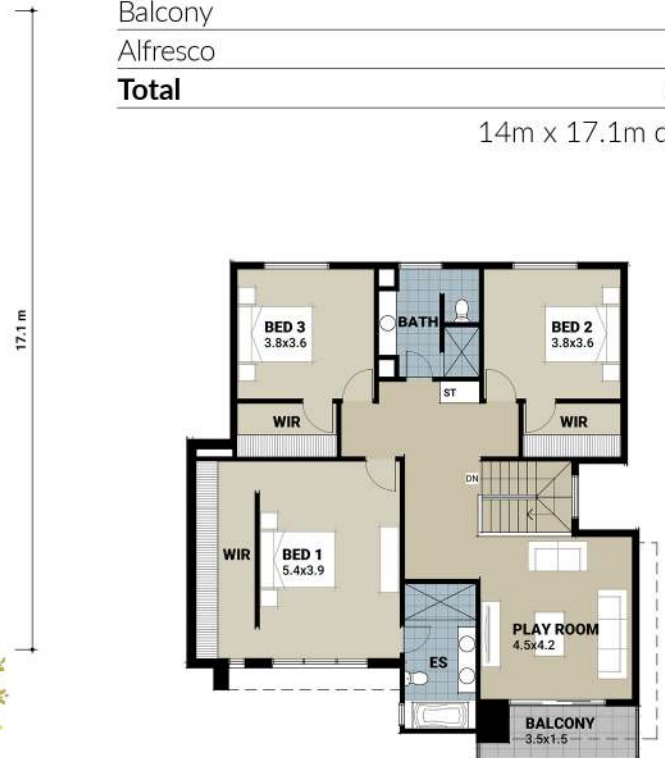 Balcony
Alfresco
Total
14m x 17.1m
17.1 m
BED 3
3.8x3.6
BATH
BED 2
3.8x3.6
ST
WIR
WIR
DN
WIR
BED 1
5.4x3.9
PLAY ROOM
4.5x4.2
ES
BALCONY
3.5x1.5